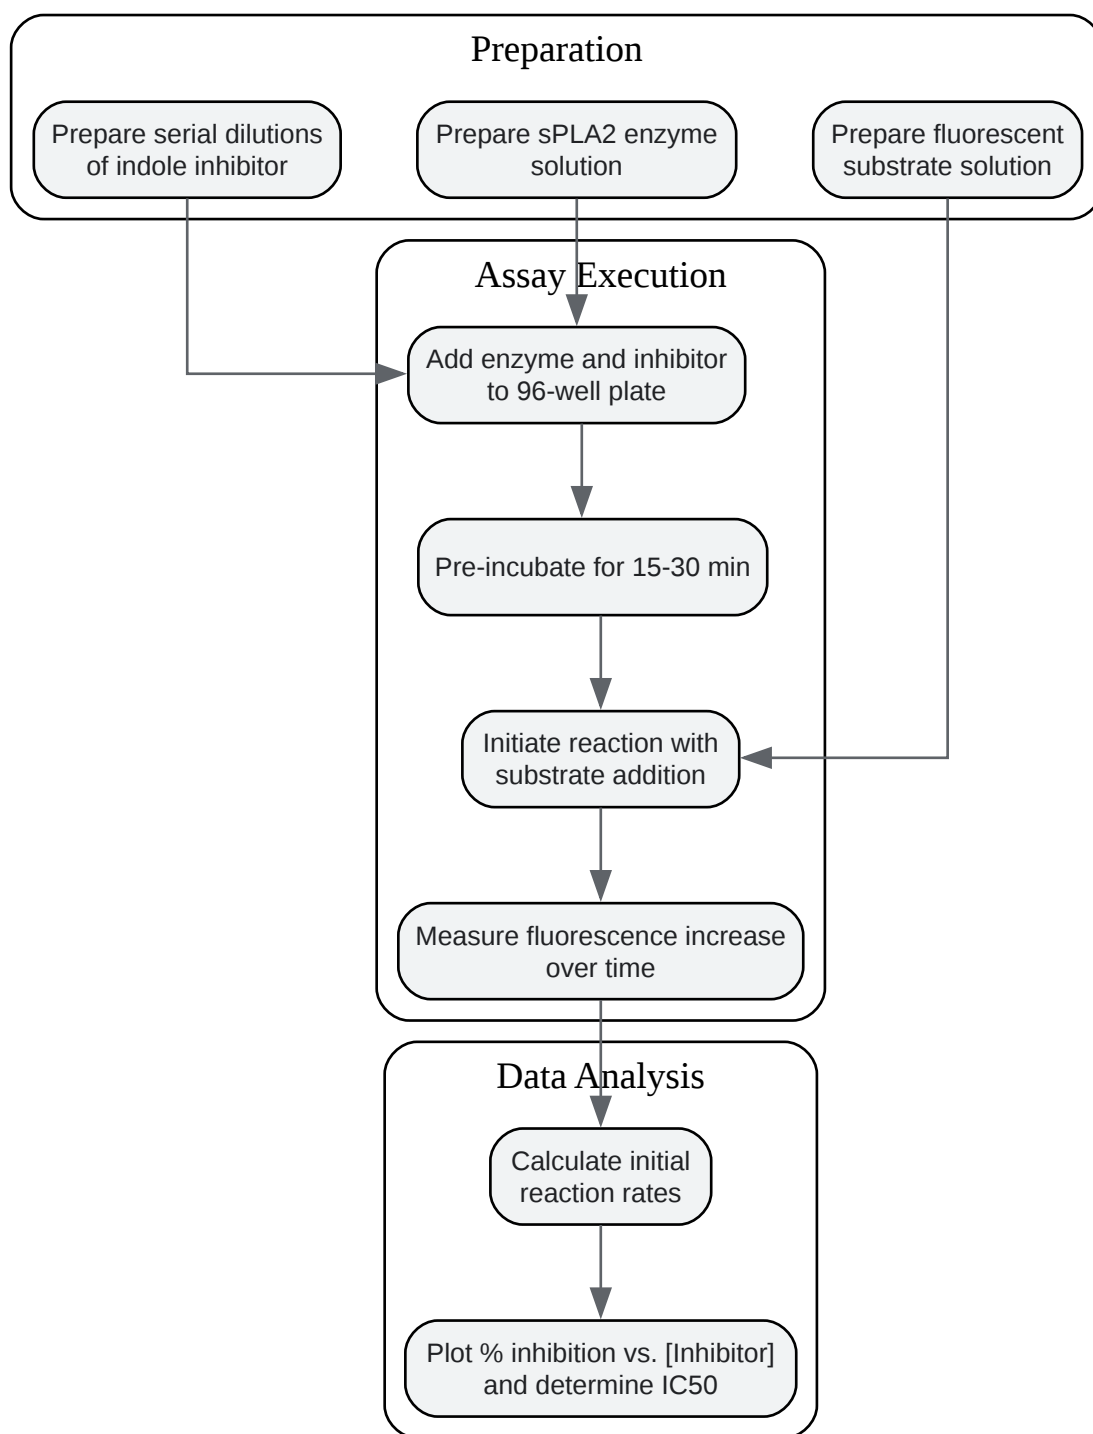 Preparation
Prepare serial dilutions
of indole inhibitor
Prepare sPLA2 enzyme
solution
Prepare fluorescent
substrate solution
Assay Execution
Add enzyme and inhibitor
to 96-well plate
Pre-incubate for 15-30 min
Initiate reaction with
substrate addition
Measure fluorescence increase
over time
Data Analysis
Calculate initial
reaction rates
Plot % inhibition vs. [Inhibitor]
and determine IC50